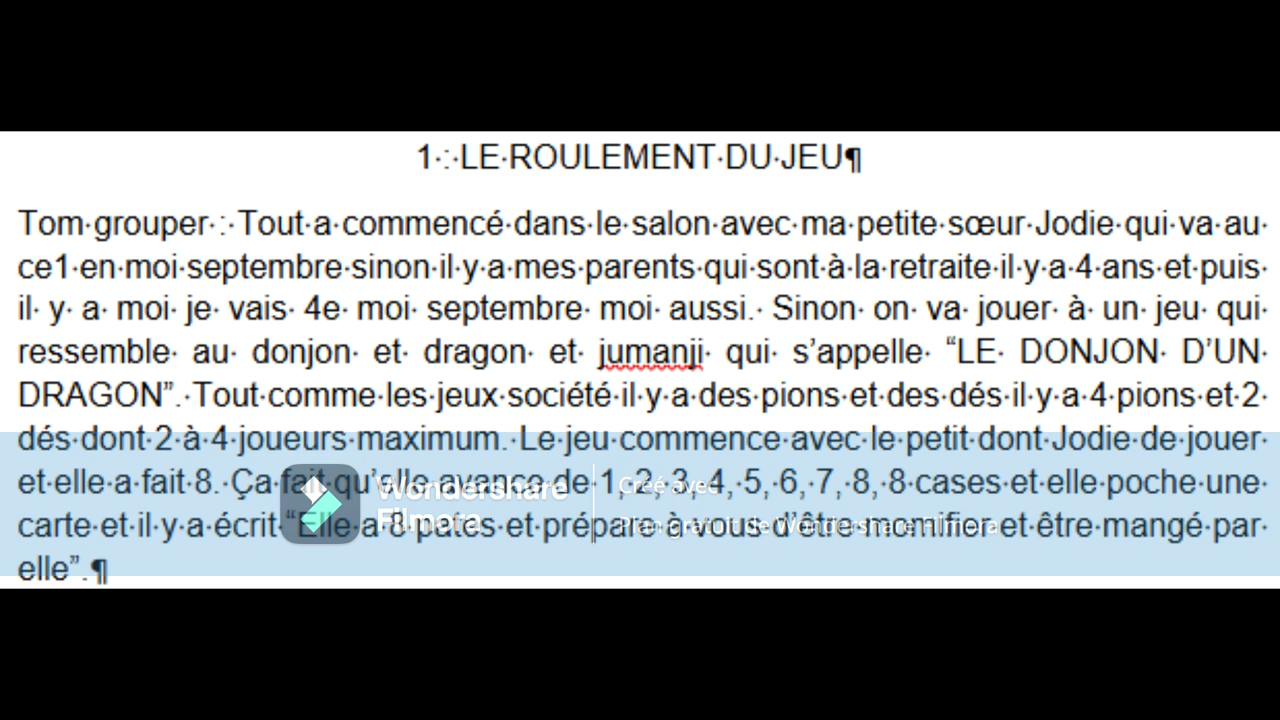 1 : LE ROULEMENT DU JEU
Tom grouper : Tout a commencé dans le salon avec ma petite sœur Jodie qui va au
ce1 en moi septembre sinon il y a mes parents qui sont à la retraite il y a 4 ans et puis
il y a moi je vais 4e moi septembre moi aussi. Sinon on va jouer à un jeu qui
ressemble au donjon et dragon et jumanji qui s’appelle “LE DONJON D’UN
DRAGON”. Tout comme les jeux société il y a des pions et des dés il y a 4 pions et 2
dés dont 2 à 4 joueurs maximum. Le jeu commence avec le petit dont Jodie de jouer
et elle a fait 8. Ça fait qu’elle avance de 1, 2, 3, 4, 5, 6, 7, 8, 8 cases et elle poche une
carte et il y a écrit “Elle a 8 pates et prépare à vous d’être momifier et être mangé par
elle”.
Wondershare
Filmora
Créé avec
Plan gratuit de Wondershare Filmora